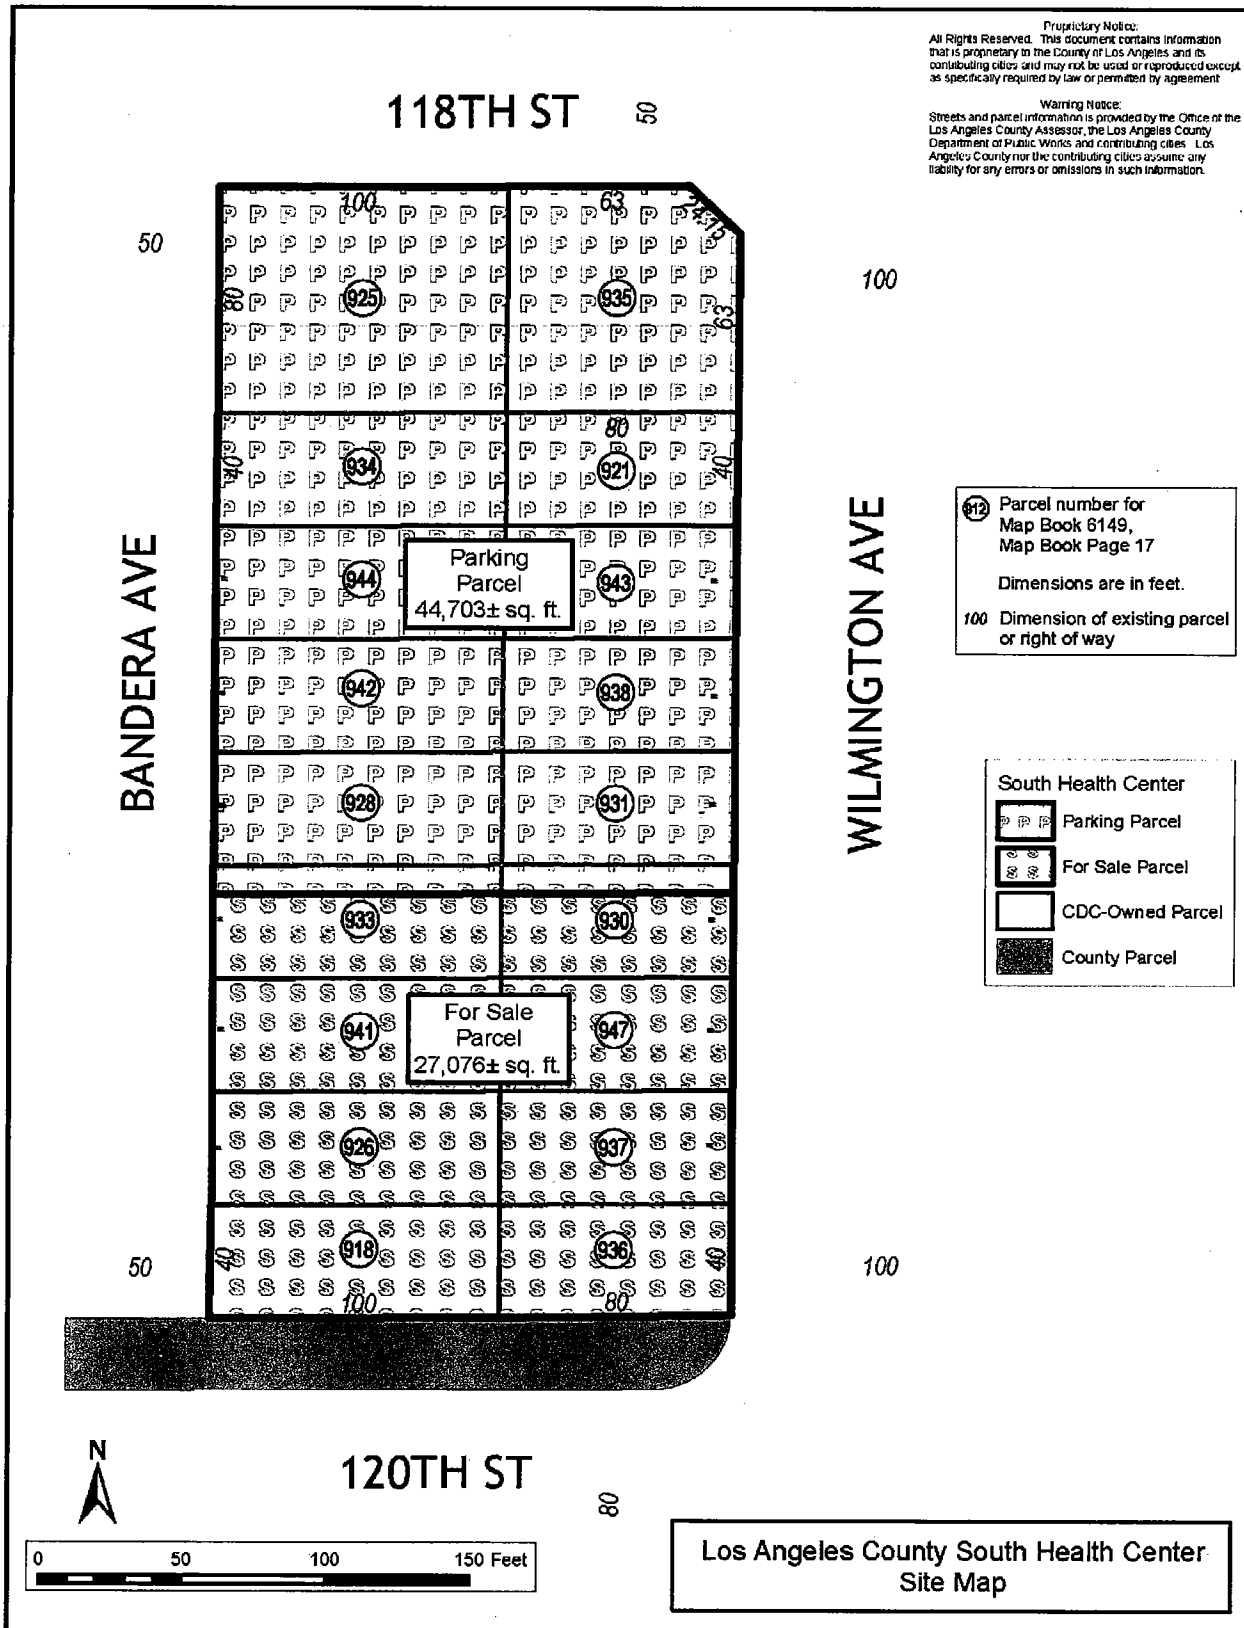 Proprietary Notice:
All Rights Reserved. This document contains information
that is proprietary to the County of Los Angeles and its
contributing cities and may not be used or reproduced except
as specifically required by law or permitted by agreement
Warning Notice:
Streets and parcel information is provided by the Office of the
Los Angeles County Assessor, the Los Angeles County
Department of Public Works and contributing cities. Los
Angeles County nor the contributing cities assume any
liability for any errors or omissions in such information.
118TH ST
50
50
100
63
24.75
80
925
935
63
100
80
40
934
921
40
BANDERA AVE
WILMINGTON AVE
944
Parking
Parcel
44,703± sq. ft.
943
942
938
928
931
933
930
941
For Sale
Parcel
27,076± sq. ft.
947
926
937
40
918
936
40
100
80
50
100
912
Parcel number for
Map Book 6149,
Map Book Page 17
Dimensions are in feet.
100 Dimension of existing parcel
or right of way
South Health Center
P P P Parking Parcel
S S
S S
For Sale Parcel
CDC-Owned Parcel
County Parcel
N
120TH ST
80
0 50 100 150 Feet
Los Angeles County South Health Center
Site Map